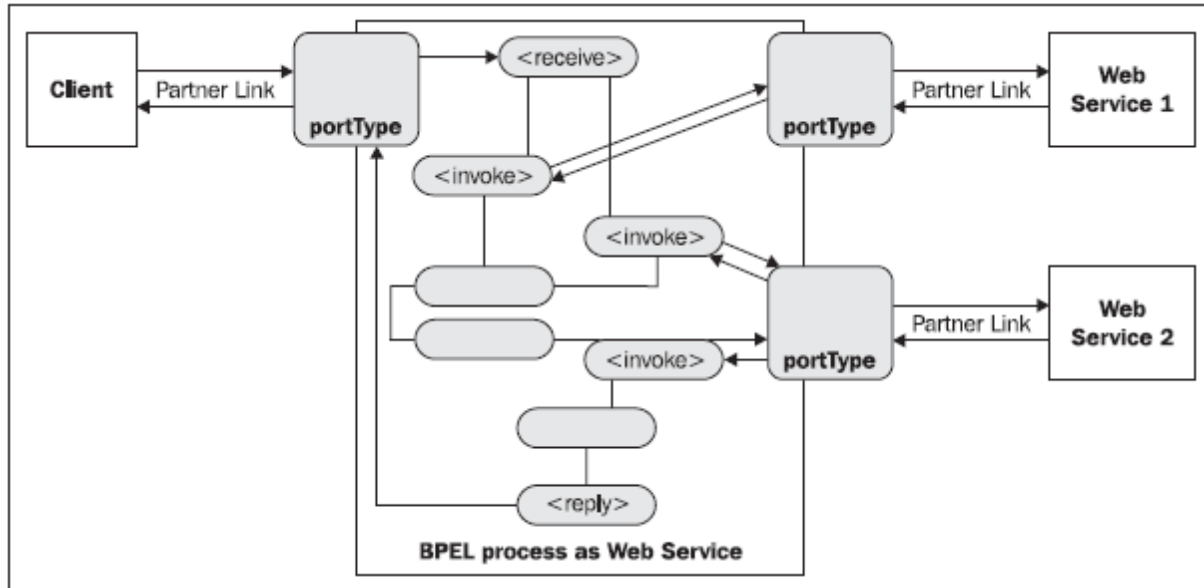 Client
Partner Link
portType
<receive>
portType
Partner Link
Web
Service 1
<invoke>
<invoke>
portType
Partner Link
Web
Service 2
<invoke>
<reply>
BPEL process as Web Service